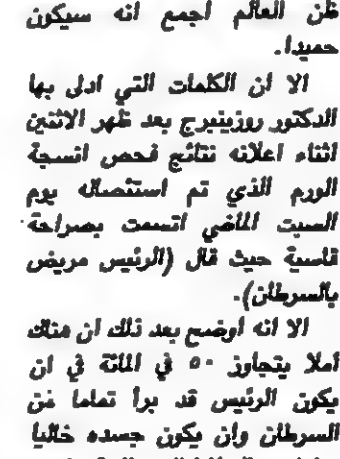 ظن العالم اجمع انه سيكون
حميدا.
الا ان الكلمات التي ادلى بها
الدكتور روزينبرج بعد ظهر الاثنين
اثناء اعلانه نتائج فحص انسجة
الورم الذي تم استئصاله يوم
السبت الماضي اتسمت بصراحة
قاسية حيث قال (الرئيس مريض
بالسرطان).
الا انه اوضح بعد ذلك ان هناك
املا يتجاوز ٥٠ في المائة في ان
يكون الرئيس قد برا تماما من
السرطان وان يكون جسده خاليا